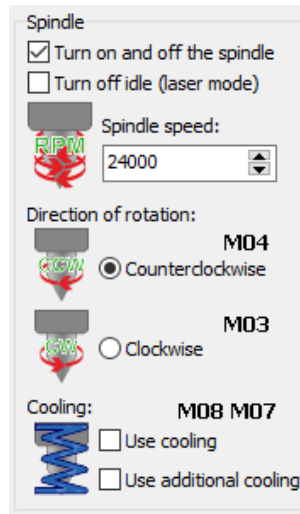 Spindle
Turn on and off the spindle
Turn off idle (laser mode)
RPM
Spindle speed:
24000
Direction of rotation:
M04
CCW
Counterclockwise
M03
CW
Clockwise
Cooling:
M08 M07
Use cooling
Use additional cooling